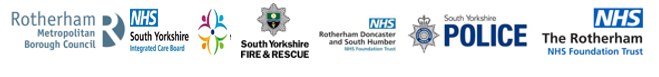 Rotherham
Metropolitan
Borough Council
NHS
South Yorkshire
Integrated Care Board
South Yorkshire
FIRE & RESCUE
NHS
Rotherham Doncaster
and South Humber
NHS Foundation Trust
South Yorkshire
POLICE
NHS
The Rotherham
NHS Foundation Trust